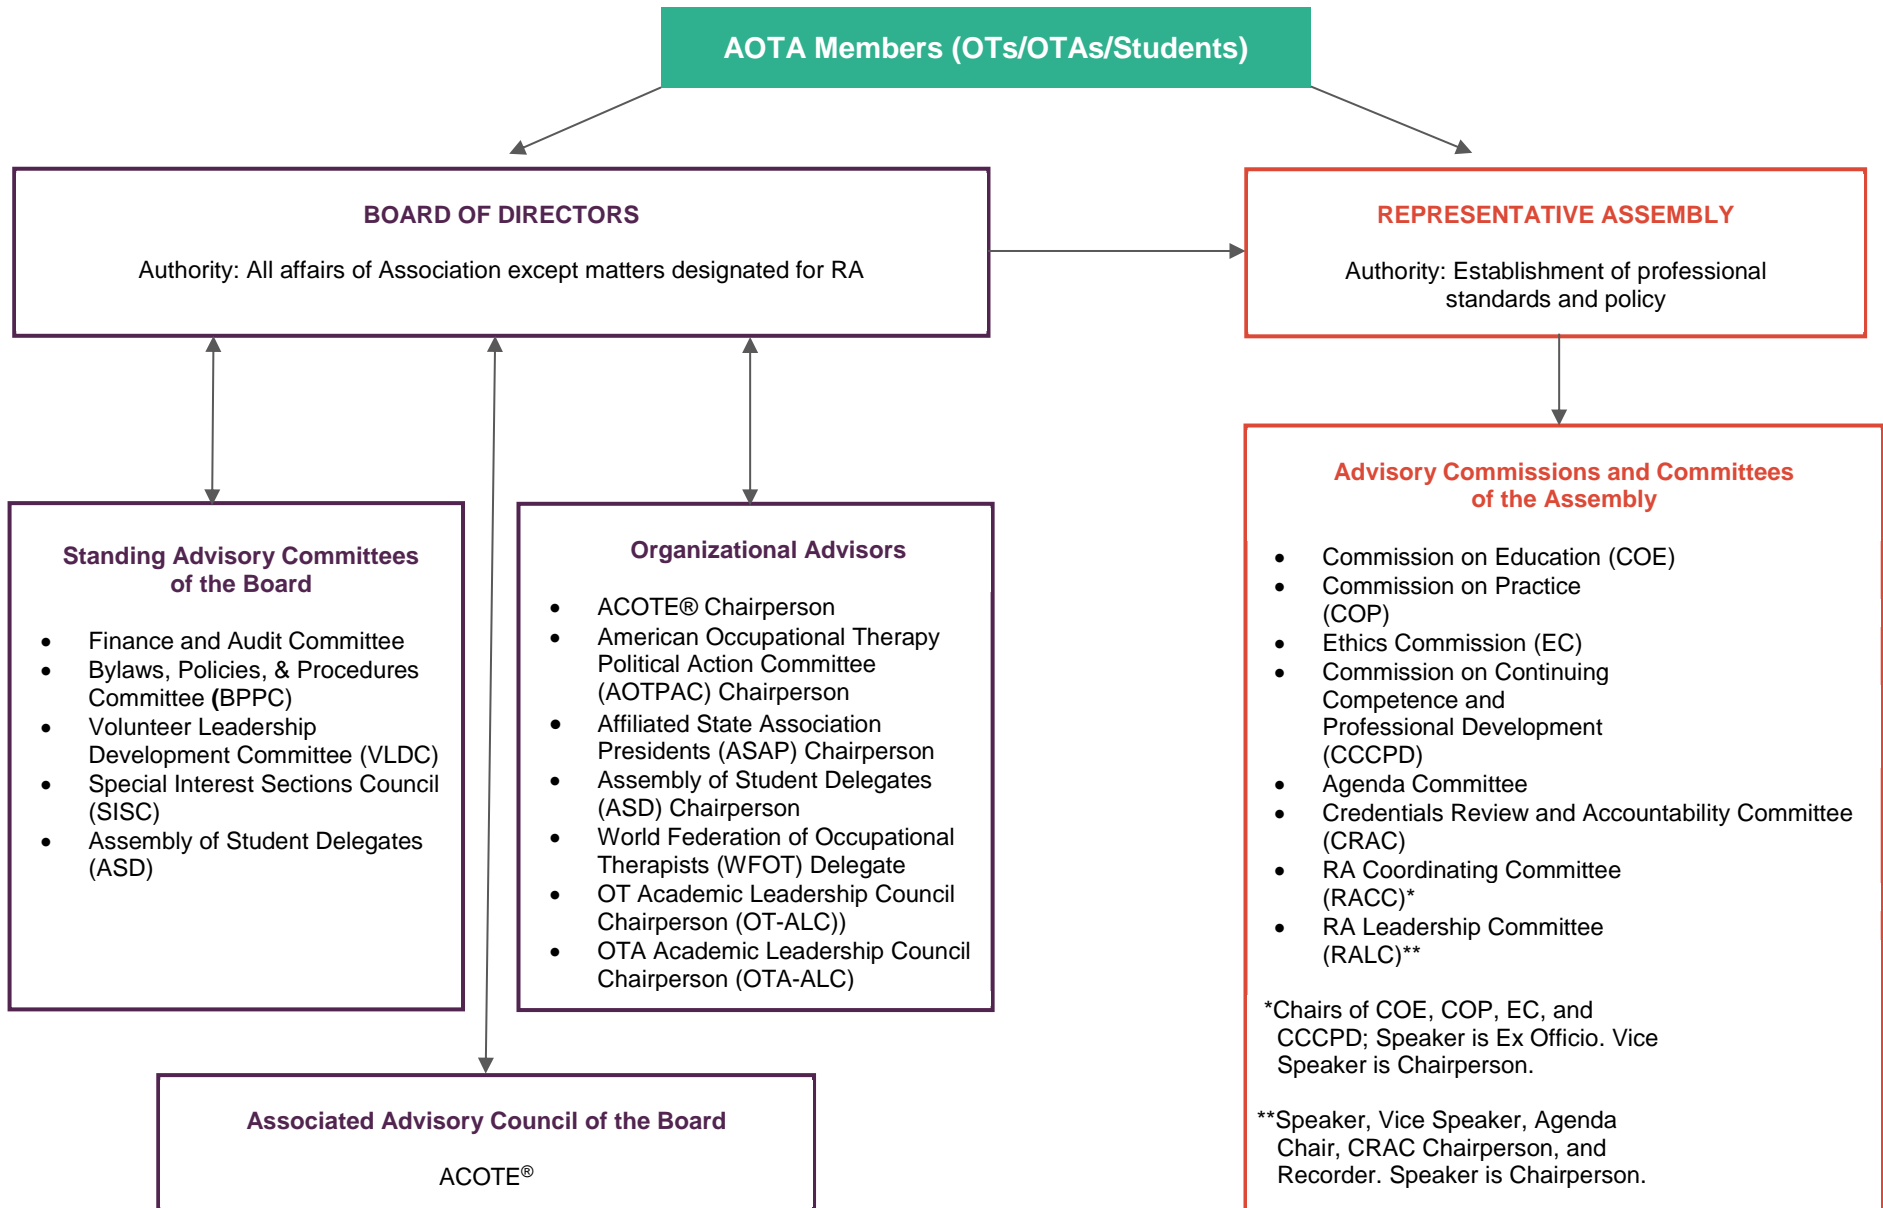 AOTA Members (OTs/OTAs/Students)
BOARD OF DIRECTORS
Authority: All affairs of Association except matters designated for RA
REPRESENTATIVE ASSEMBLY
Authority: Establishment of professional
standards and policy
Standing Advisory Committees
of the Board
• Finance and Audit Committee
• Bylaws, Policies, & Procedures
Committee (BPPC)
• Volunteer Leadership
Development Committee (VLDC)
• Special Interest Sections Council
(SISC)
• Assembly of Student Delegates
(ASD)
Organizational Advisors
• ACOTE® Chairperson
• American Occupational Therapy
Political Action Committee
(AOTPAC) Chairperson
• Affiliated State Association
Presidents (ASAP) Chairperson
• Assembly of Student Delegates
(ASD) Chairperson
• World Federation of Occupational
Therapists (WFOT) Delegate
• OT Academic Leadership Council
Chairperson (OT-ALC))
• OTA Academic Leadership Council
Chairperson (OTA-ALC)
Associated Advisory Council of the Board
ACOTE®
Advisory Commissions and Committees
of the Assembly
• Commission on Education (COE)
• Commission on Practice
(COP)
• Ethics Commission (EC)
• Commission on Continuing
Competence and
Professional Development
(CCCPD)
• Agenda Committee
• Credentials Review and Accountability Committee
(CRAC)
• RA Coordinating Committee
(RACC)*
• RA Leadership Committee
(RALC)**
*Chairs of COE, COP, EC, and
CCCPD; Speaker is Ex Officio. Vice
Speaker is Chairperson.
**Speaker, Vice Speaker, Agenda
Chair, CRAC Chairperson, and
Recorder. Speaker is Chairperson.